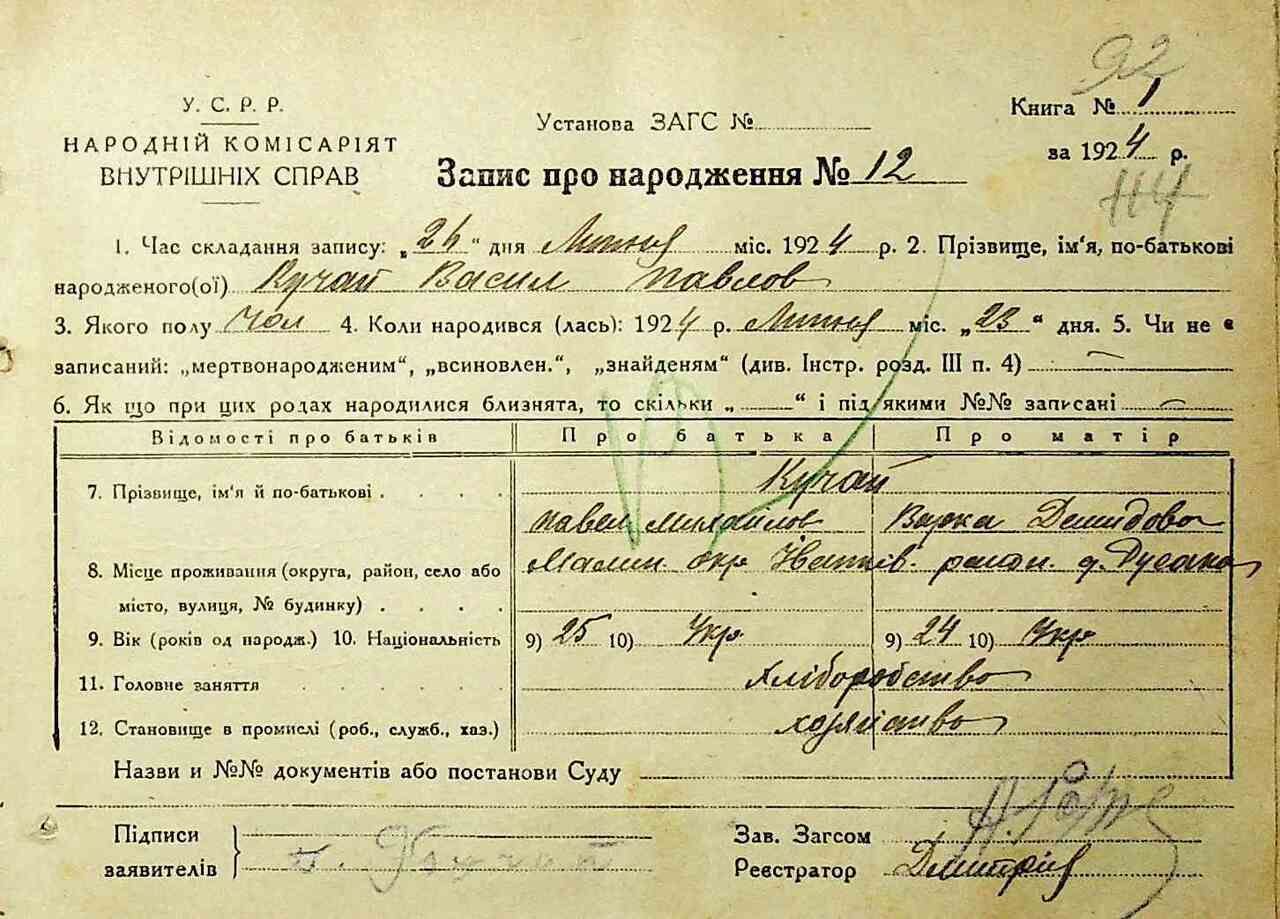 92
У. С. Р. Р.
НАРОДНІЙ КОМІСАРІЯТ
ВНУТРІШНІХ СПРАВ
Установа ЗАГС №
Книга № 1
за 1924 р.
Запис про народження № 12
114
1. Час складання запису: „26“ дня Липня міс. 1924 р. 2. Прізвище, ім'я, по-батькові
народженого(ої) Кучай Васил Павлов
3. Якого полу Чол 4. Коли народився (лась): 1924 р. Липня міс. „23“ дня. 5. Чи не є
записаний: „мертвонародженим“, „всиновлен.“, „знайденям“ (див. Інстр. розд. III п. 4)
6. Як що при цих родах народилися близнята, то скільки „ “ і під якими №№ записані
Відомості про батьків Про батька Про матір
7. Прізвище, ім'я й по-батькові Кучай
Павел Михайлов Варка Демидова
8. Місце проживання (округа, район, село або Малин окр район. д.
місто, вулиця, № будинку)
9. Вік (років од народж.) 10. Національність 9) 25 10) Укр 9) 24 10) Укр
11. Головне заняття Хліборобство
12. Становище в промислі (роб., служб., хаз.) хозяйство
Назви и №№ документів або постанови Суду
Підписи
заявителів Кучай
Зав. Загсом
Реєстратор